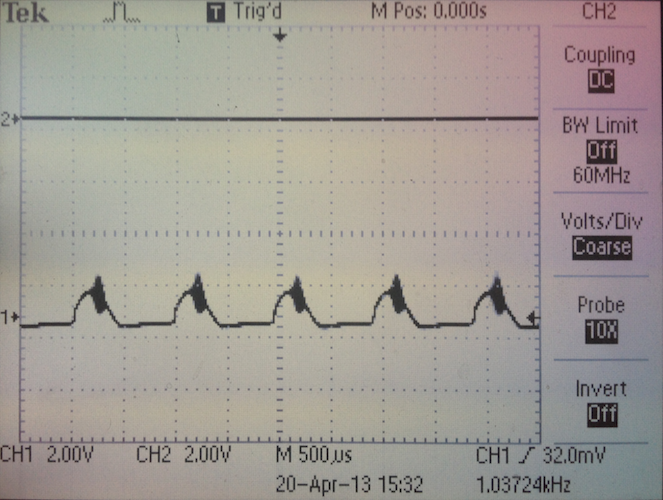 Tek T Trig'd M Pos: 0.000s CH2
Coupling
DC
2
BW Limit
Off
60MHz
Volts/Div
Coarse
Probe
10X
1
Invert
Off
CH1 2.00V CH2 2.00V M 500µs CH1 32.0mV
20-Apr-13 15:32 1.03724kHz